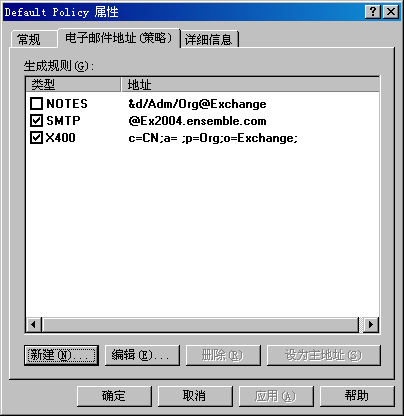 Default Policy 属性
常规 电子邮件地址(策略) 详细信息
生成规则(G):
类型 地址
NOTES &d/Adm/Org@Exchange
SMTP @Ex2004.ensemble.com
X400 c=CN;a= ;p=Org;o=Exchange;
新建(N)... 编辑(E)... 删除(R) 设为主地址(S)
确定 取消 应用(A) 帮助